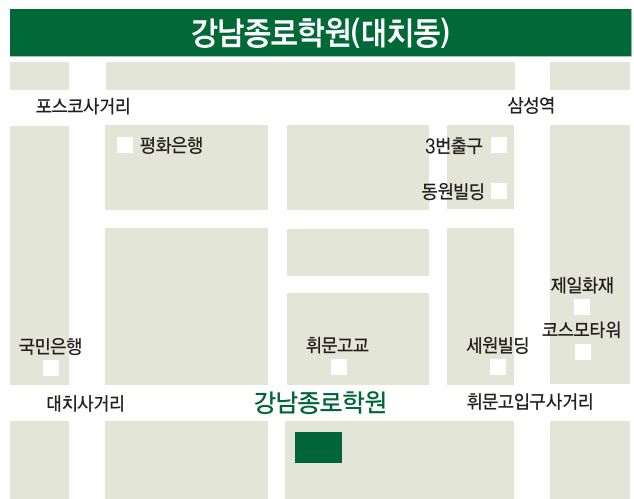 강남종로학원(대치동)
포스코사거리
삼성역
평화은행
3번출구
동원빌딩
제일화재
코스모타워
국민은행
휘문고교
세원빌딩
대치사거리
강남종로학원
휘문고입구사거리